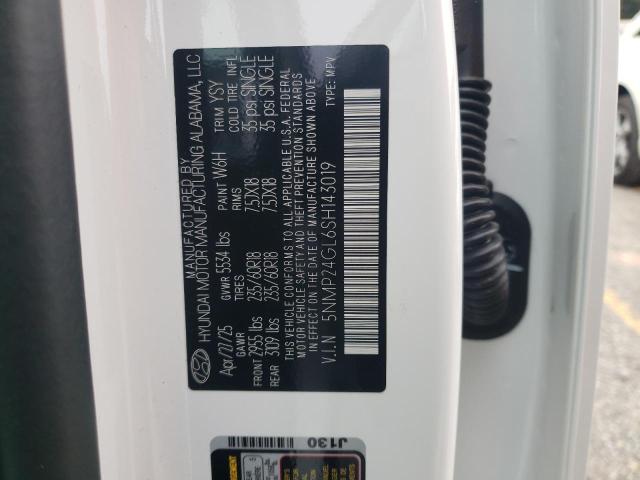 MANUFACTURED BY
HYUNDAI MOTOR MANUFACTURING ALABAMA, LLC
Apr/27/25 GVWR 5534 lbs PAINT W6H TRIM YSY
GAWR TIRES RIMS COLD TIRE INFL
FRONT 2955 lbs 235/60R18 7.5JX18 35 psi SINGLE
REAR 3109 lbs 235/60R18 7.5JX18 35 psi SINGLE
THIS VEHICLE CONFORMS TO ALL APPLICABLE U.S.A. FEDERAL
MOTOR VEHICLE SAFETY BUMPER, AND THEFT PREVENTION STANDARDS
IN EFFECT ON THE DATE OF MANUFACTURE SHOWN ABOVE
V.I.N 5NMP24GL6SH143019 TYPE: MPV
J130